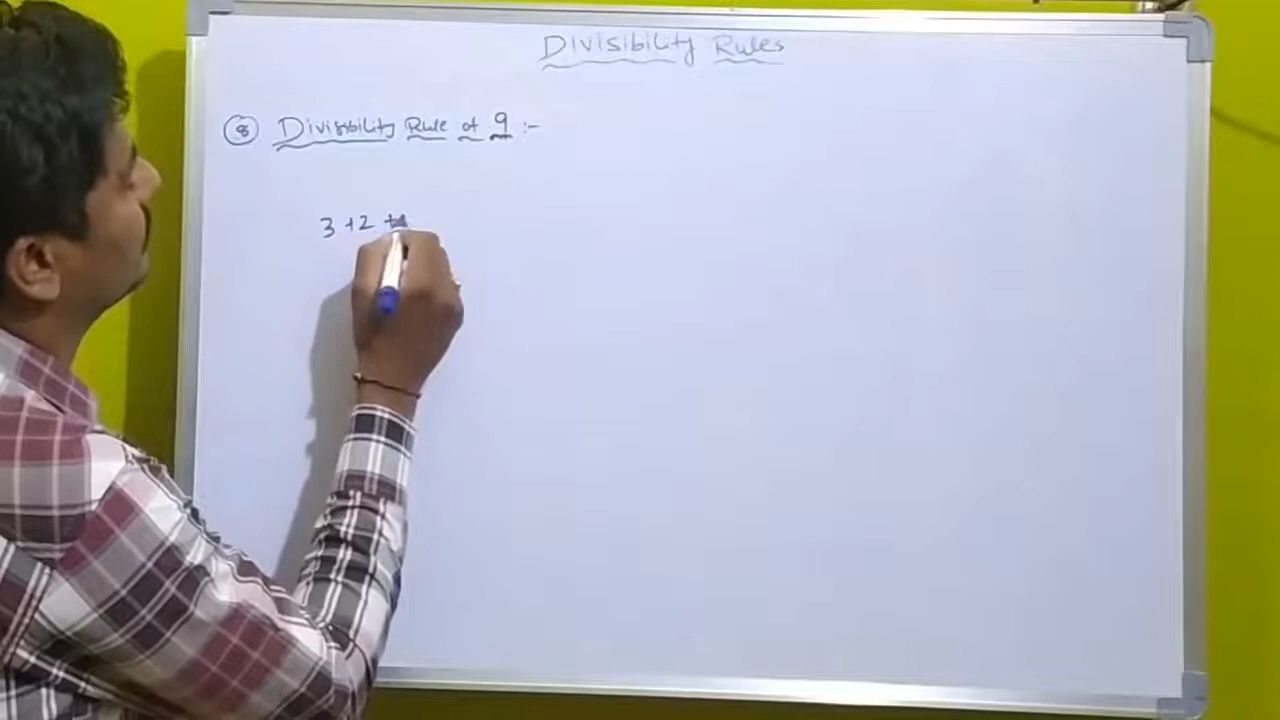 Divisibility Rules
⑧ Divisibility Rule of 9 :-
3 +2 +